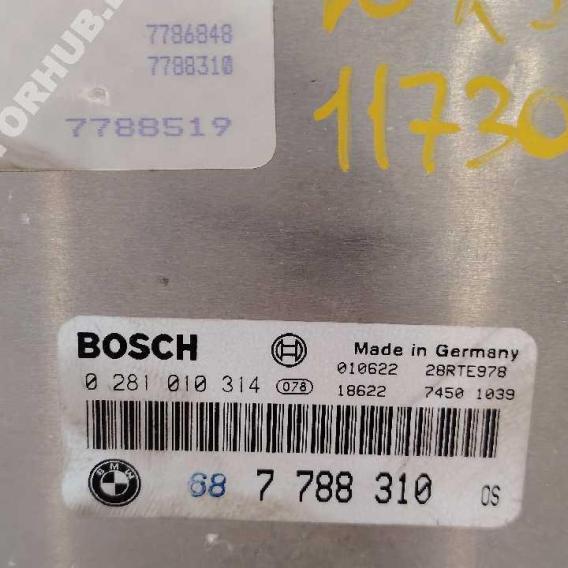 7786848
7788310
7788519
11730
BOSCH
Made in Germany
010622 28RTE978
0 281 010 314 078
18622 7450 1039
BMW
68 7 788 310 OS